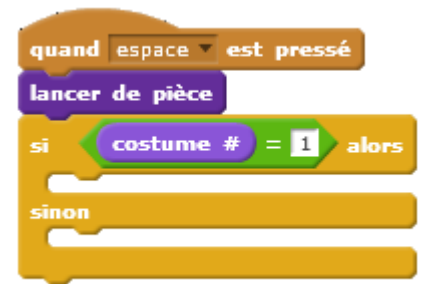 quand espace est pressé
lancer de pièce
si costume # = 1 alors
sinon